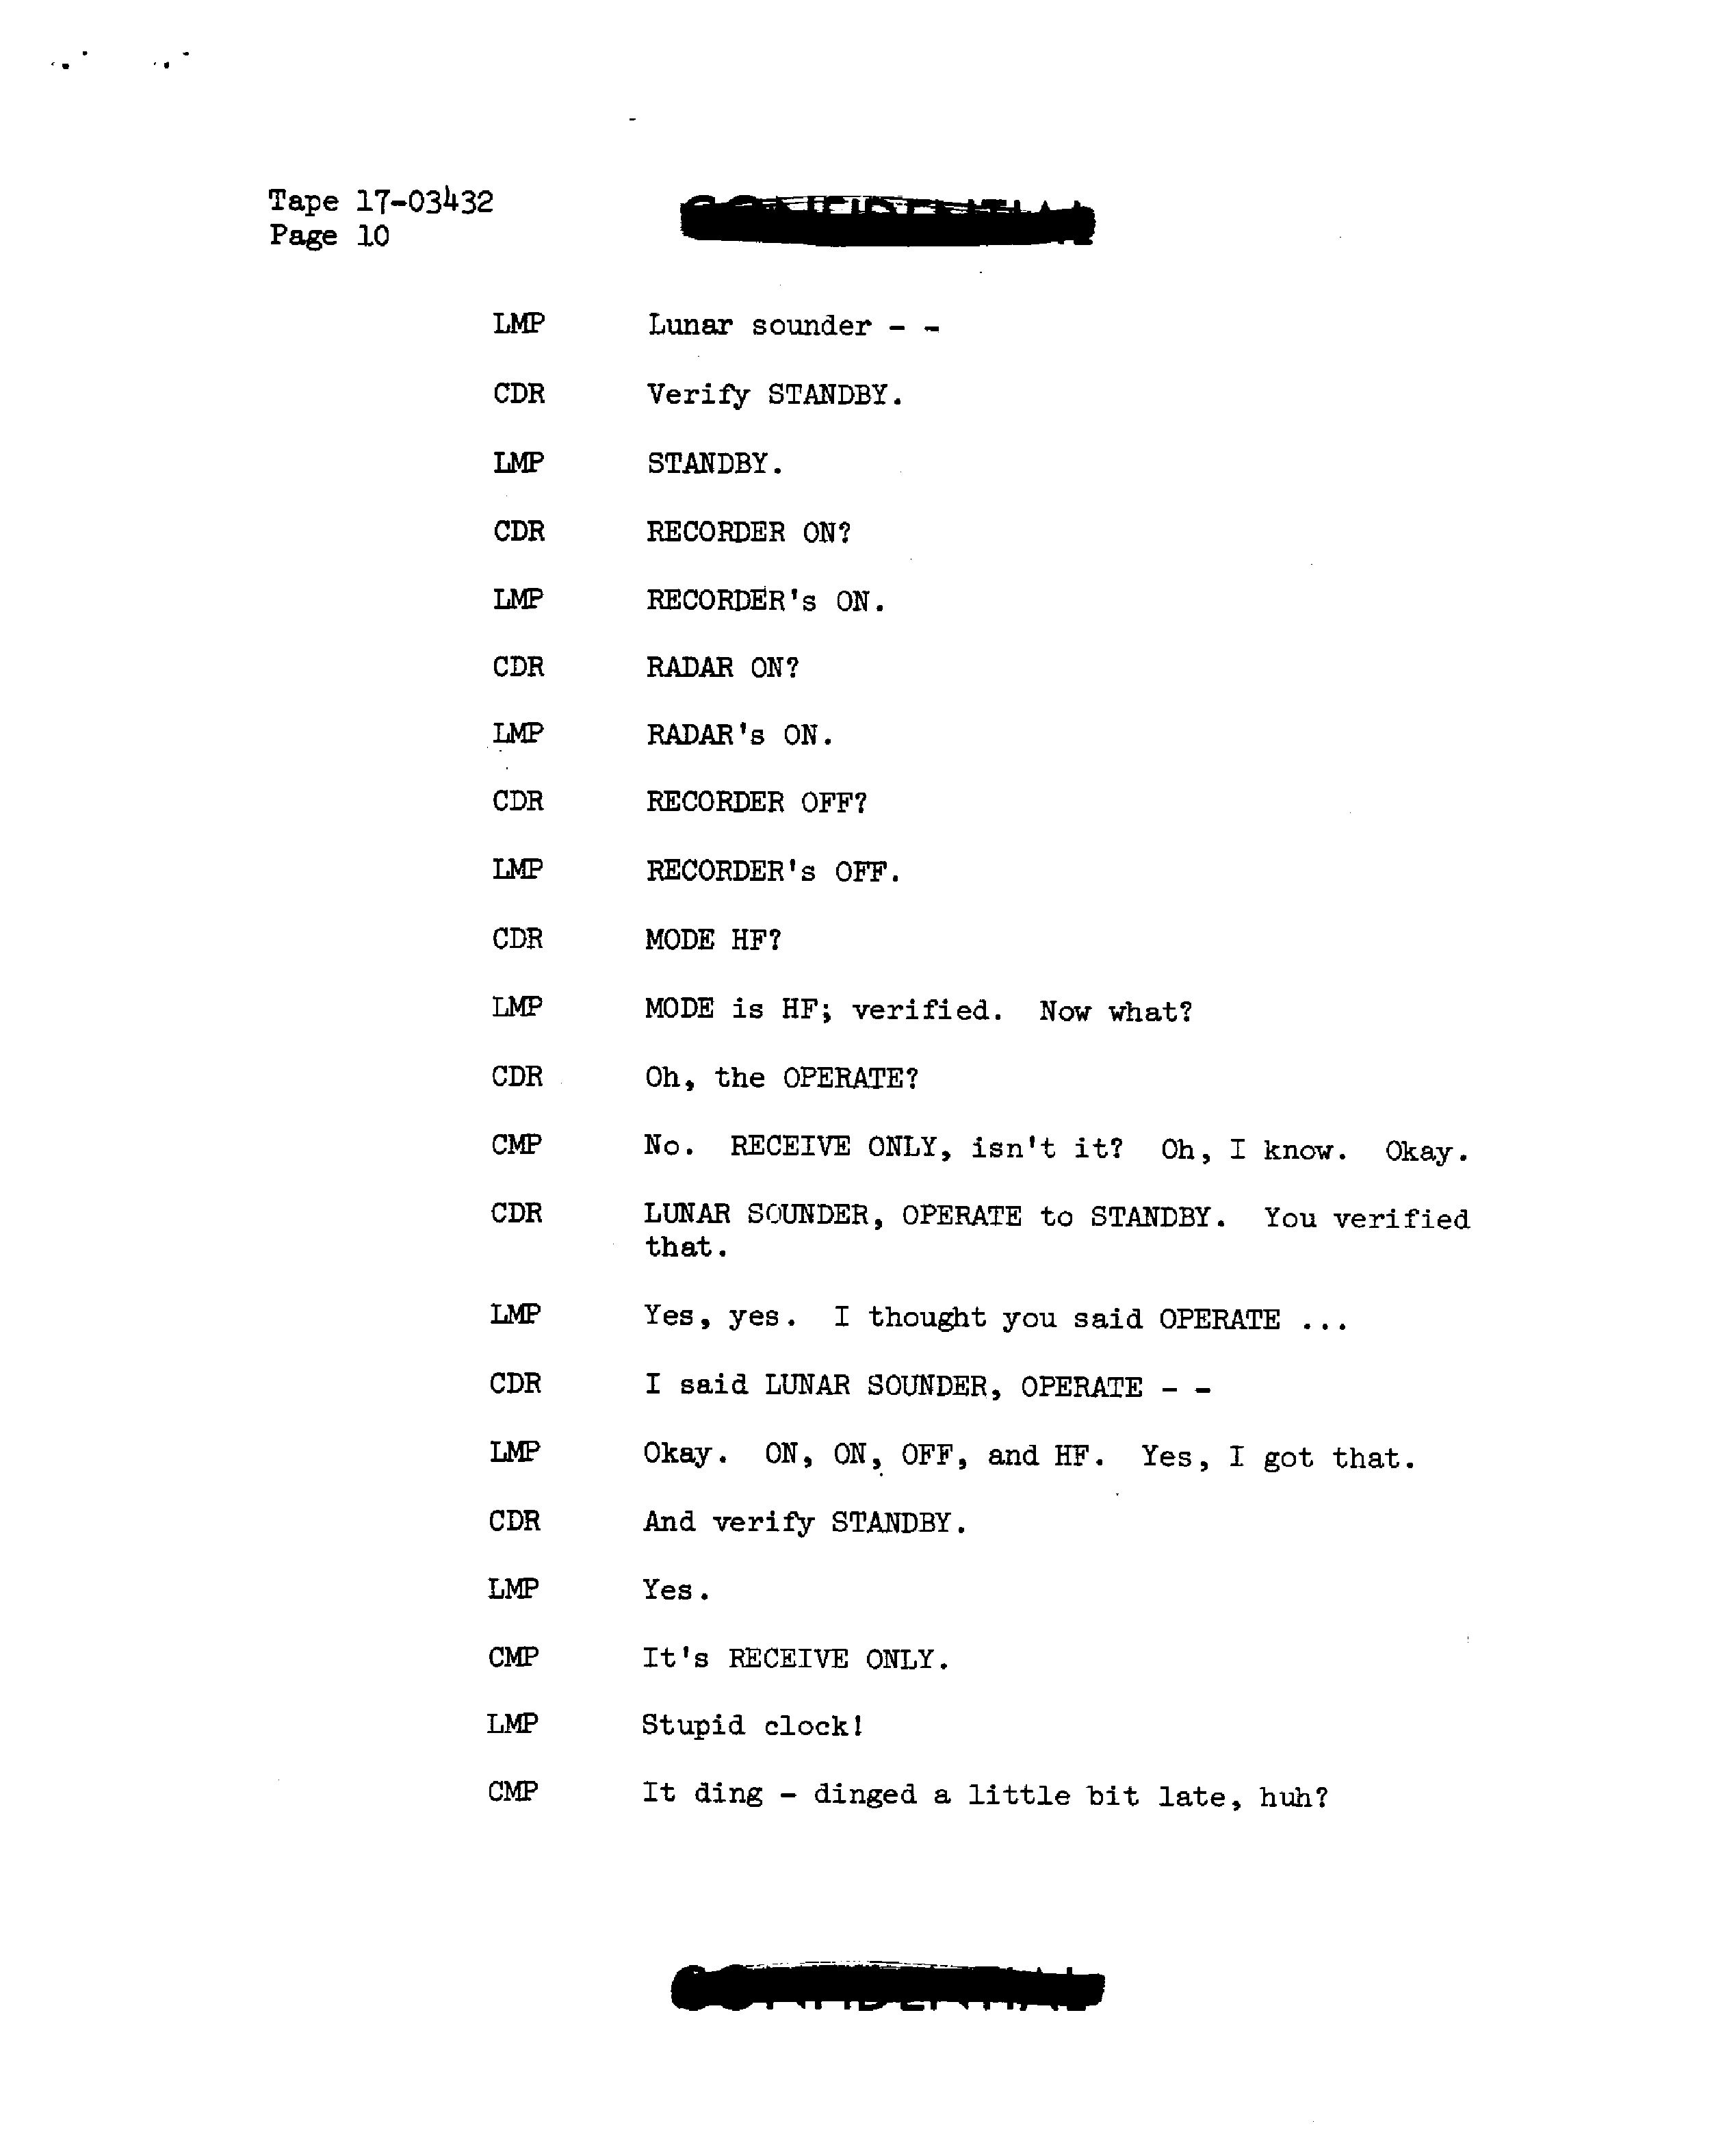 Tape 17-03432
Page 10
CONFIDENTIAL
LMP Lunar sounder - -
CDR Verify STANDBY.
LMP STANDBY.
CDR RECORDER ON?
LMP RECORDER's ON.
CDR RADAR ON?
LMP RADAR's ON.
CDR RECORDER OFF?
LMP RECORDER's OFF.
CDR MODE HF?
LMP MODE is HF; verified. Now what?
CDR Oh, the OPERATE?
CMP No. RECEIVE ONLY, isn't it? Oh, I know. Okay.
CDR LUNAR SOUNDER, OPERATE to STANDBY. You verified
that.
LMP Yes, yes. I thought you said OPERATE ...
CDR I said LUNAR SOUNDER, OPERATE - -
LMP Okay. ON, ON, OFF, and HF. Yes, I got that.
CDR And verify STANDBY.
LMP Yes.
CMP It's RECEIVE ONLY.
LMP Stupid clock!
CMP It ding - dinged a little bit late, huh?
CONFIDENTIAL